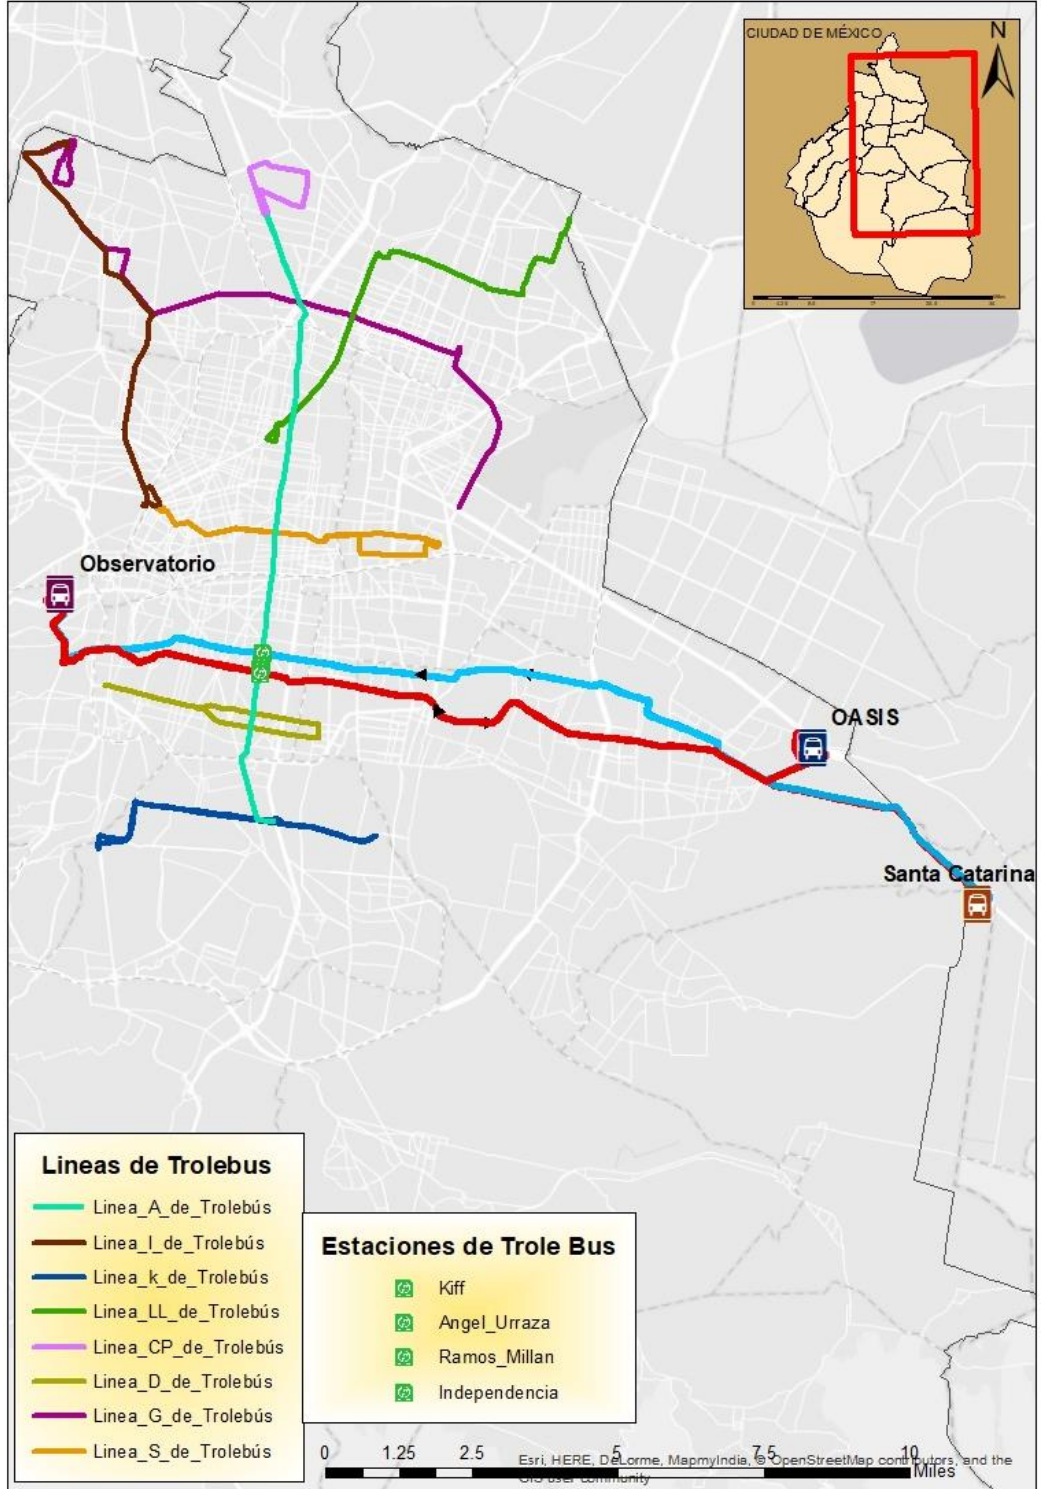 CIUDAD DE MÉXICO
N
Observatorio
OASIS
Santa Catarina
Lineas de Trolebus
Linea_A_de_Trolebús
Linea_I_de_Trolebús
Linea_k_de_Trolebús
Linea_LL_de_Trolebús
Linea_CP_de_Trolebús
Linea_D_de_Trolebús
Linea_G_de_Trolebús
Linea_S_de_Trolebús
Estaciones de Trole Bus
Kiff
Angel_Urraza
Ramos_Millan
Independencia
0 1.25 2.5 5 7.5 10
Miles
Esri, HERE, DeLorme, MapmyIndia, © OpenStreetMap contributors, and the
GIS user community